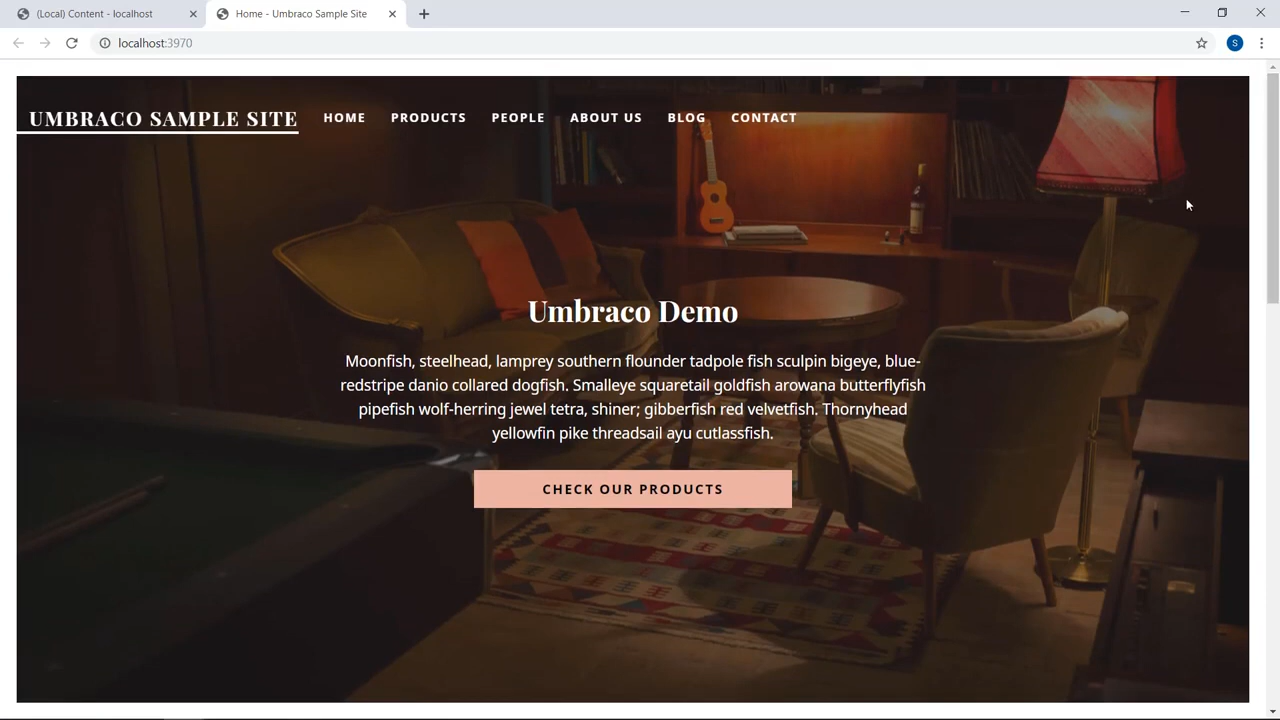 (Local) Content - localhost
Home - Umbraco Sample Site
localhost:3970
S
UMBRACO SAMPLE SITE HOME PRODUCTS PEOPLE ABOUT US BLOG CONTACT
Umbraco Demo
Moonfish, steelhead, lamprey southern flounder tadpole fish sculpin bigeye, blue-
redstripe danio collared dogfish. Smalleye squaretail goldfish arowana butterflyfish
pipefish wolf-herring jewel tetra, shiner; gibberfish red velvetfish. Thornyhead
yellowfin pike threadsail ayu cutlassfish.
CHECK OUR PRODUCTS